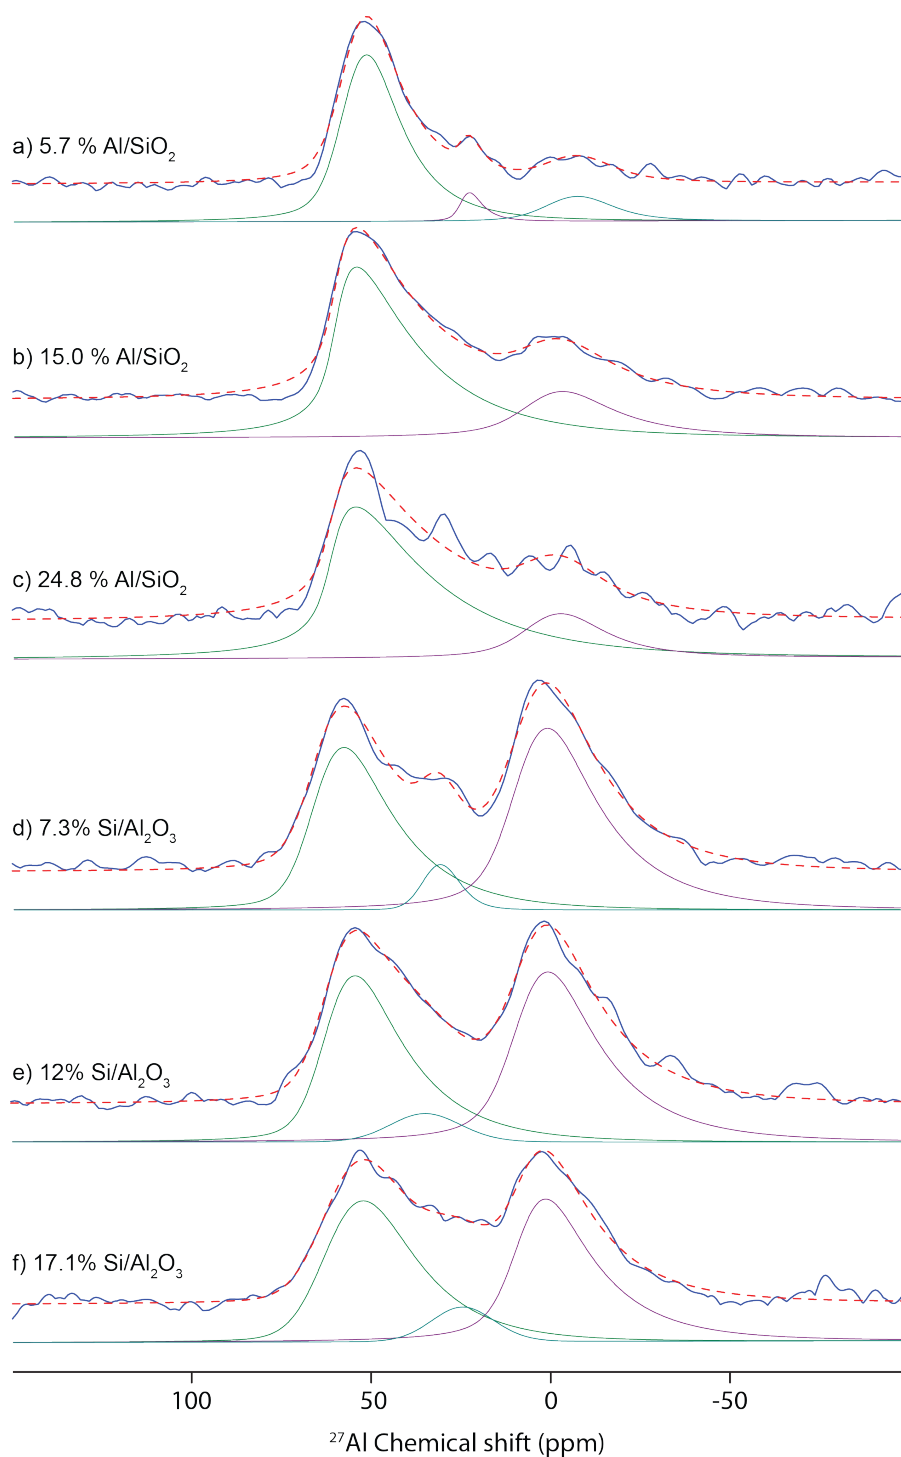 a) 5.7 % Al/SiO₂
b) 15.0 % Al/SiO₂
c) 24.8 % Al/SiO₂
d) 7.3% Si/Al₂O₃
e) 12% Si/Al₂O₃
f) 17.1% Si/Al₂O₃
100 50 0 -50
²⁷Al Chemical shift (ppm)